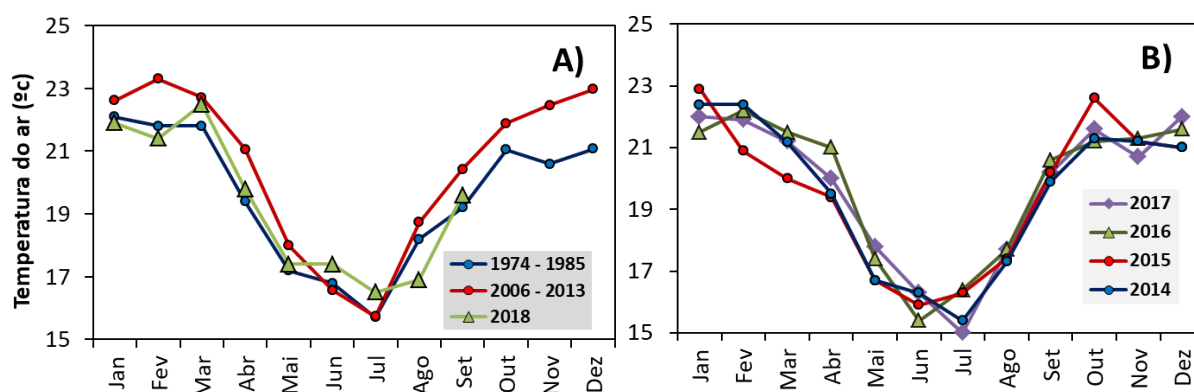 Temperatura do ar (ºc)
25
23
21
19
17
15
A)
1974 - 1985
2006 - 2013
2018
Jan
Fev
Mar
Abr
Mai
Jun
Jul
Ago
Set
Out
Nov
Dez
25
23
21
19
17
15
B)
2017
2016
2015
2014
Jan
Fev
Mar
Abr
Mai
Jun
Jul
Ago
Set
Out
Nov
Dez